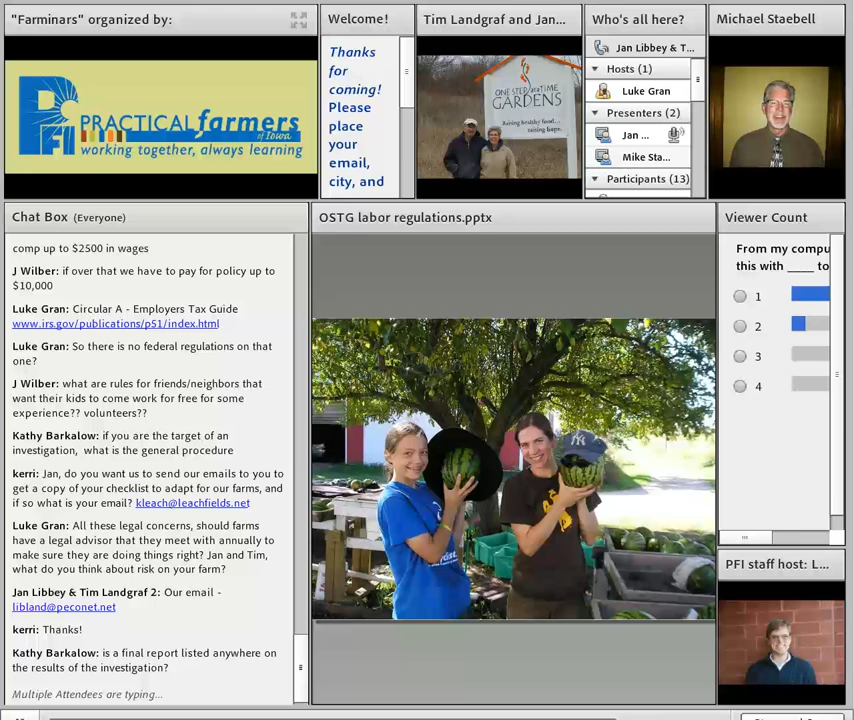 "Farminars" organized by:
PFI PRACTICAL farmers
of Iowa
working together, always learning
Welcome!
Thanks
for
coming!
Please
place
your
email,
city, and
Tim Landgraf and Jan...
ONE STEP at a TIME
GARDENS
Raising healthy food...
raising hope.
Who's all here?
Jan Libbey & T...
Hosts (1)
Luke Gran
Presenters (2)
Jan ...
Mike Sta...
Participants (13)
Michael Staebell
Chat Box (Everyone)
comp up to $2500 in wages
J Wilber: if over that we have to pay for policy up to
$10,000
Luke Gran: Circular A - Employers Tax Guide
www.irs.gov/publications/p51/index.html
Luke Gran: So there is no federal regulations on that
one?
J Wilber: what are rules for friends/neighbors that
want their kids to come work for free for some
experience?? volunteers??
Kathy Barkalow: if you are the target of an
investigation, what is the general procedure
kerri: Jan, do you want us to send our emails to you to
get a copy of your checklist to adapt for our farms, and
if so what is your email? kleach@leachfields.net
Luke Gran: All these legal concerns, should farms
have a legal advisor that they meet with annually to
make sure they are doing things right? Jan and Tim,
what do you think about risk on your farm?
Jan Libbey & Tim Landgraf 2: Our email -
libland@peconet.net
kerri: Thanks!
Kathy Barkalow: is a final report listed anywhere on
the results of the investigation?
Multiple Attendees are typing...
OSTG labor regulations.pptx
Viewer Count
From my compu
this with ____ to
1
2
3
4
PFI staff host: L...